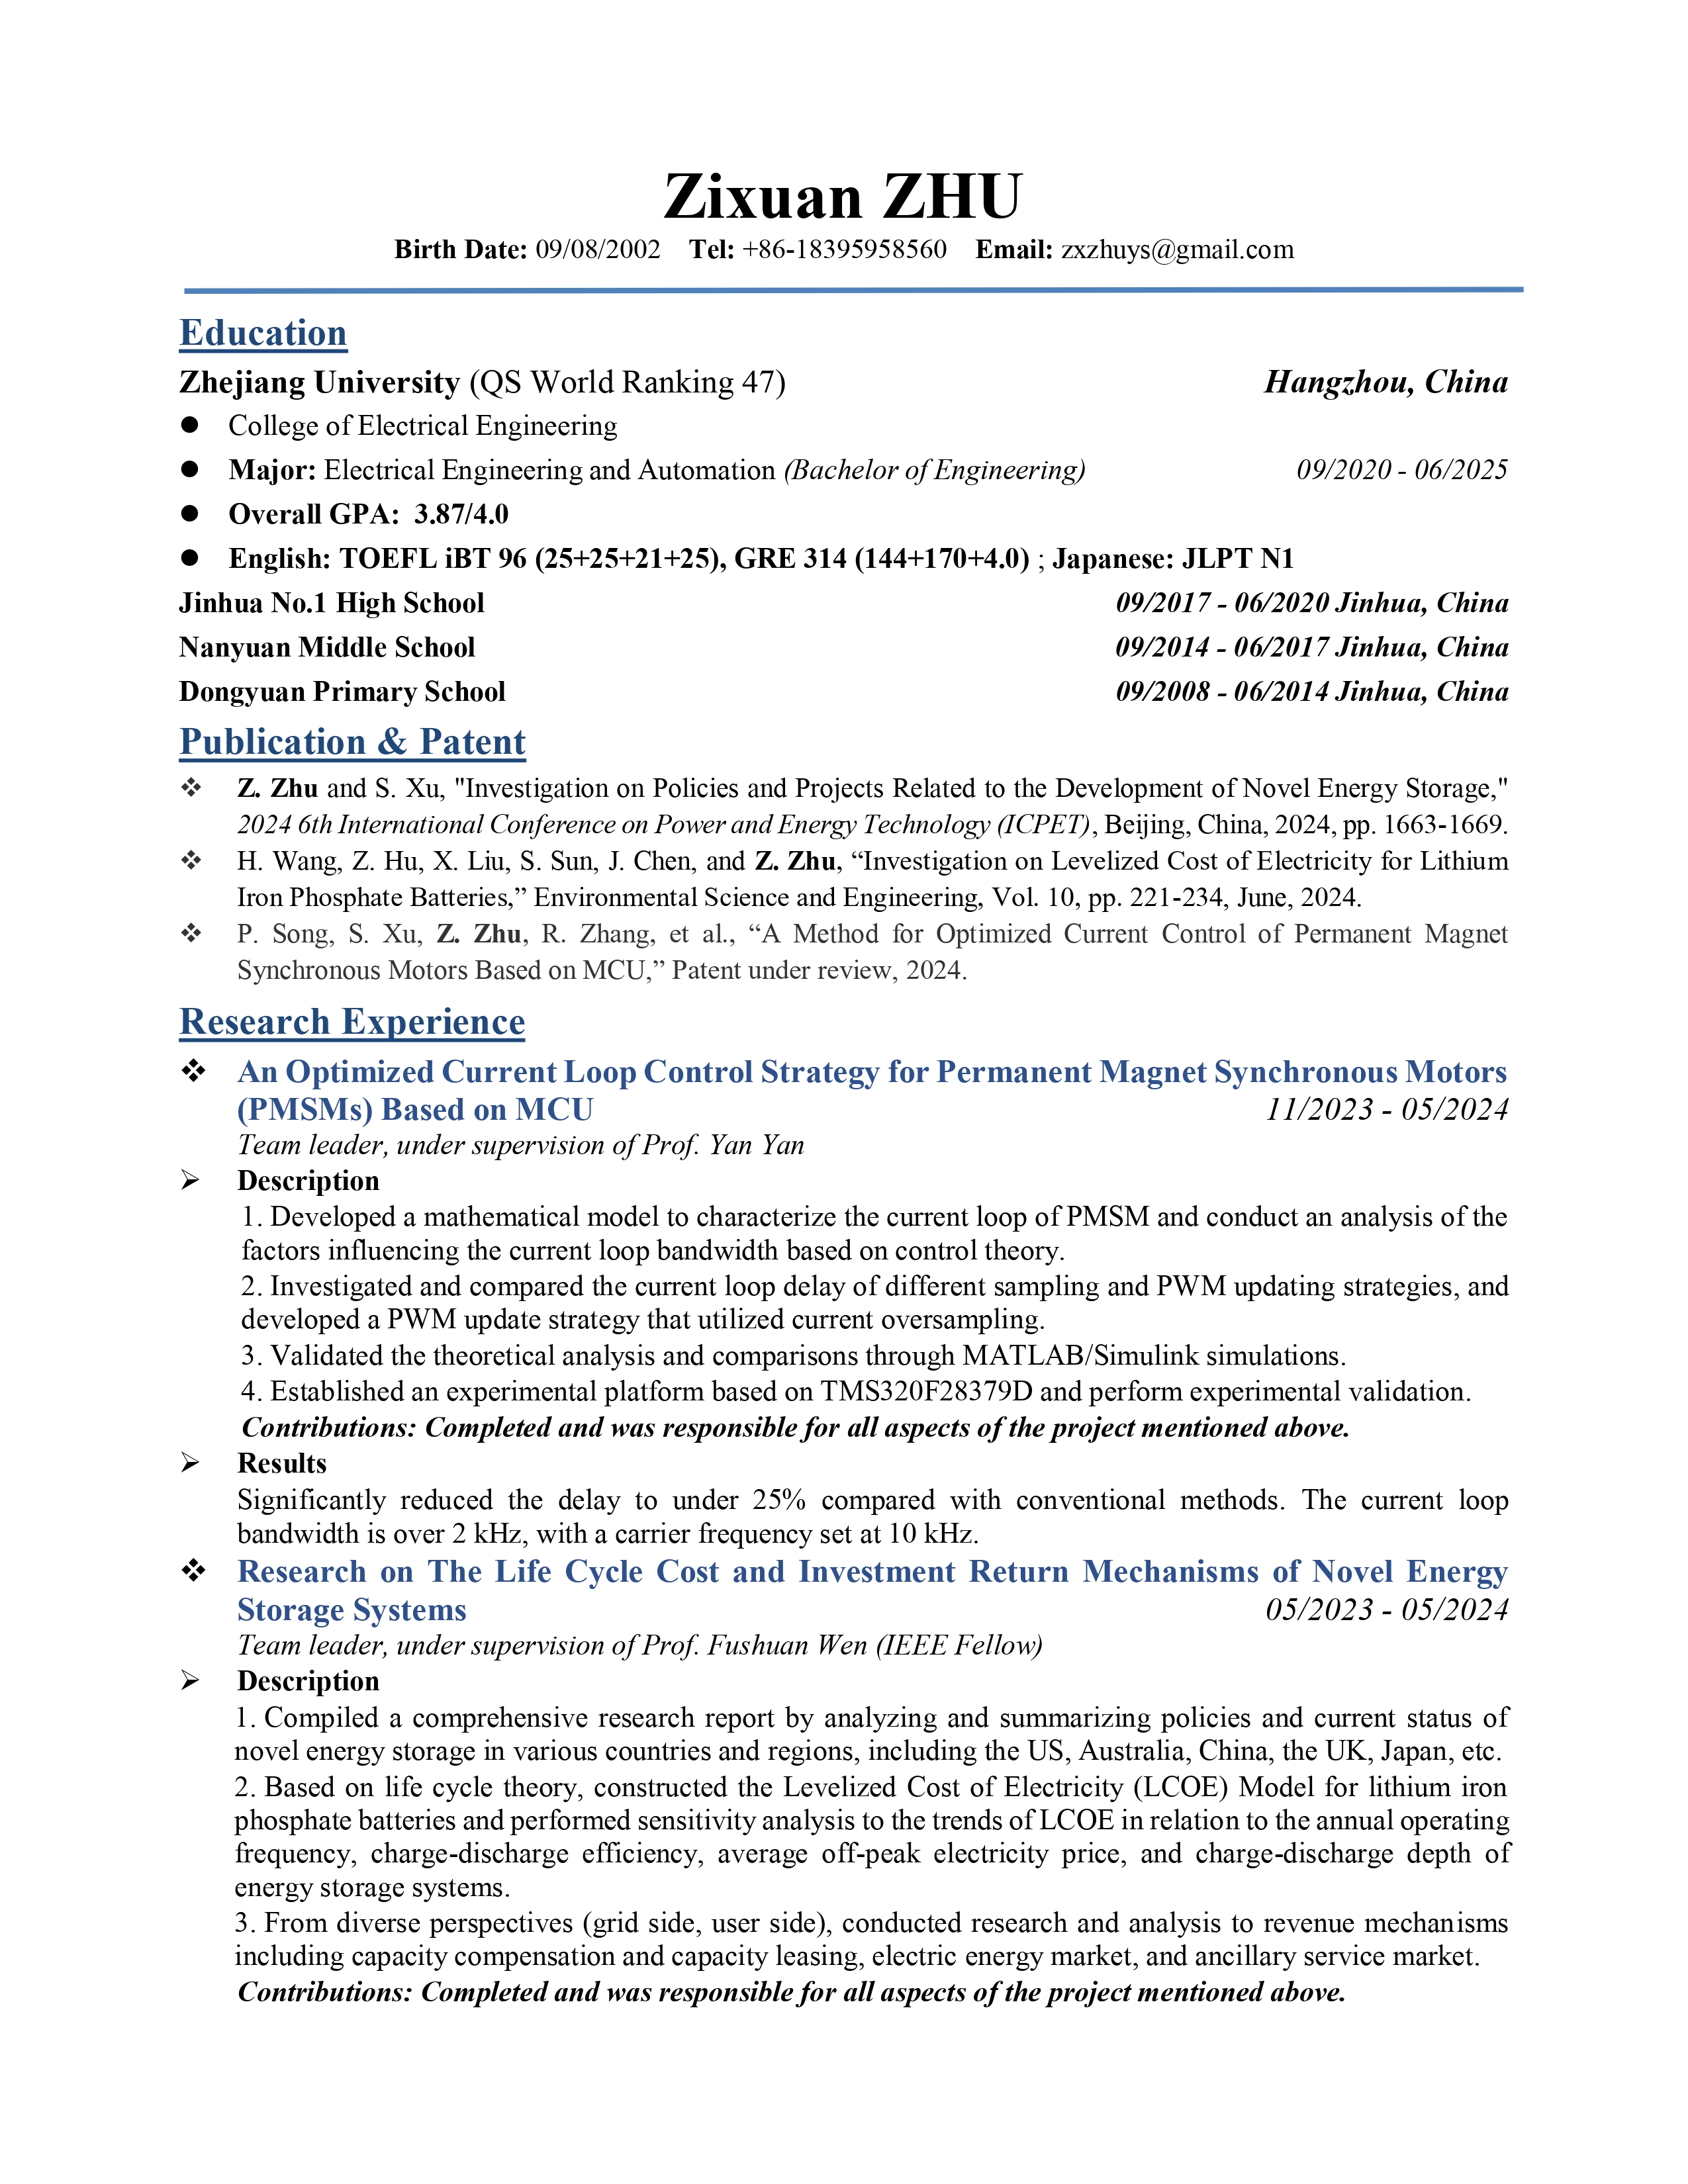 Zixuan ZHU
Birth Date: 09/08/2002 Tel: +86-18395958560 Email: zxzhuys@gmail.com
Education
Zhejiang University (QS World Ranking 47) Hangzhou, China
● College of Electrical Engineering
● Major: Electrical Engineering and Automation (Bachelor of Engineering) 09/2020 - 06/2025
● Overall GPA: 3.87/4.0
● English: TOEFL iBT 96 (25+25+21+25), GRE 314 (144+170+4.0) ; Japanese: JLPT N1
Jinhua No.1 High School 09/2017 - 06/2020 Jinhua, China
Nanyuan Middle School 09/2014 - 06/2017 Jinhua, China
Dongyuan Primary School 09/2008 - 06/2014 Jinhua, China
Publication & Patent
❖ Z. Zhu and S. Xu, "Investigation on Policies and Projects Related to the Development of Novel Energy Storage,"
2024 6th International Conference on Power and Energy Technology (ICPET), Beijing, China, 2024, pp. 1663-1669.
❖ H. Wang, Z. Hu, X. Liu, S. Sun, J. Chen, and Z. Zhu, “Investigation on Levelized Cost of Electricity for Lithium
Iron Phosphate Batteries,” Environmental Science and Engineering, Vol. 10, pp. 221-234, June, 2024.
❖ P. Song, S. Xu, Z. Zhu, R. Zhang, et al., “A Method for Optimized Current Control of Permanent Magnet
Synchronous Motors Based on MCU,” Patent under review, 2024.
Research Experience
❖ An Optimized Current Loop Control Strategy for Permanent Magnet Synchronous Motors
(PMSMs) Based on MCU 11/2023 - 05/2024
Team leader, under supervision of Prof. Yan Yan
➢ Description
1. Developed a mathematical model to characterize the current loop of PMSM and conduct an analysis of the
factors influencing the current loop bandwidth based on control theory.
2. Investigated and compared the current loop delay of different sampling and PWM updating strategies, and
developed a PWM update strategy that utilized current oversampling.
3. Validated the theoretical analysis and comparisons through MATLAB/Simulink simulations.
4. Established an experimental platform based on TMS320F28379D and perform experimental validation.
Contributions: Completed and was responsible for all aspects of the project mentioned above.
➢ Results
Significantly reduced the delay to under 25% compared with conventional methods. The current loop
bandwidth is over 2 kHz, with a carrier frequency set at 10 kHz.
❖ Research on The Life Cycle Cost and Investment Return Mechanisms of Novel Energy
Storage Systems 05/2023 - 05/2024
Team leader, under supervision of Prof. Fushuan Wen (IEEE Fellow)
➢ Description
1. Compiled a comprehensive research report by analyzing and summarizing policies and current status of
novel energy storage in various countries and regions, including the US, Australia, China, the UK, Japan, etc.
2. Based on life cycle theory, constructed the Levelized Cost of Electricity (LCOE) Model for lithium iron
phosphate batteries and performed sensitivity analysis to the trends of LCOE in relation to the annual operating
frequency, charge-discharge efficiency, average off-peak electricity price, and charge-discharge depth of
energy storage systems.
3. From diverse perspectives (grid side, user side), conducted research and analysis to revenue mechanisms
including capacity compensation and capacity leasing, electric energy market, and ancillary service market.
Contributions: Completed and was responsible for all aspects of the project mentioned above.